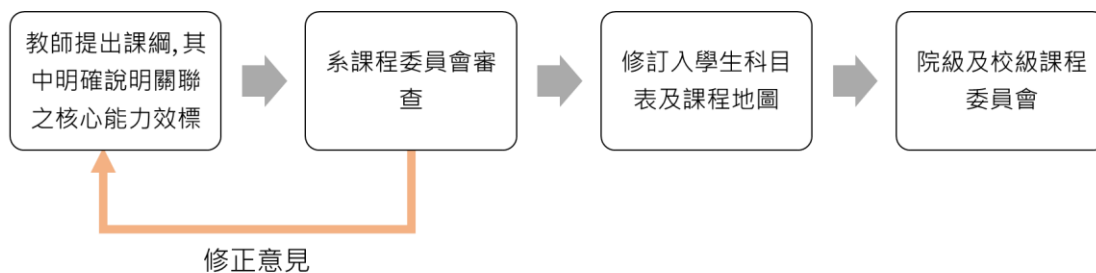 教師提出課綱,其
中明確說明關聯
之核心能力效標
系課程委員會審
查
修訂入學生科目
表及課程地圖
院級及校級課程
委員會
修正意見